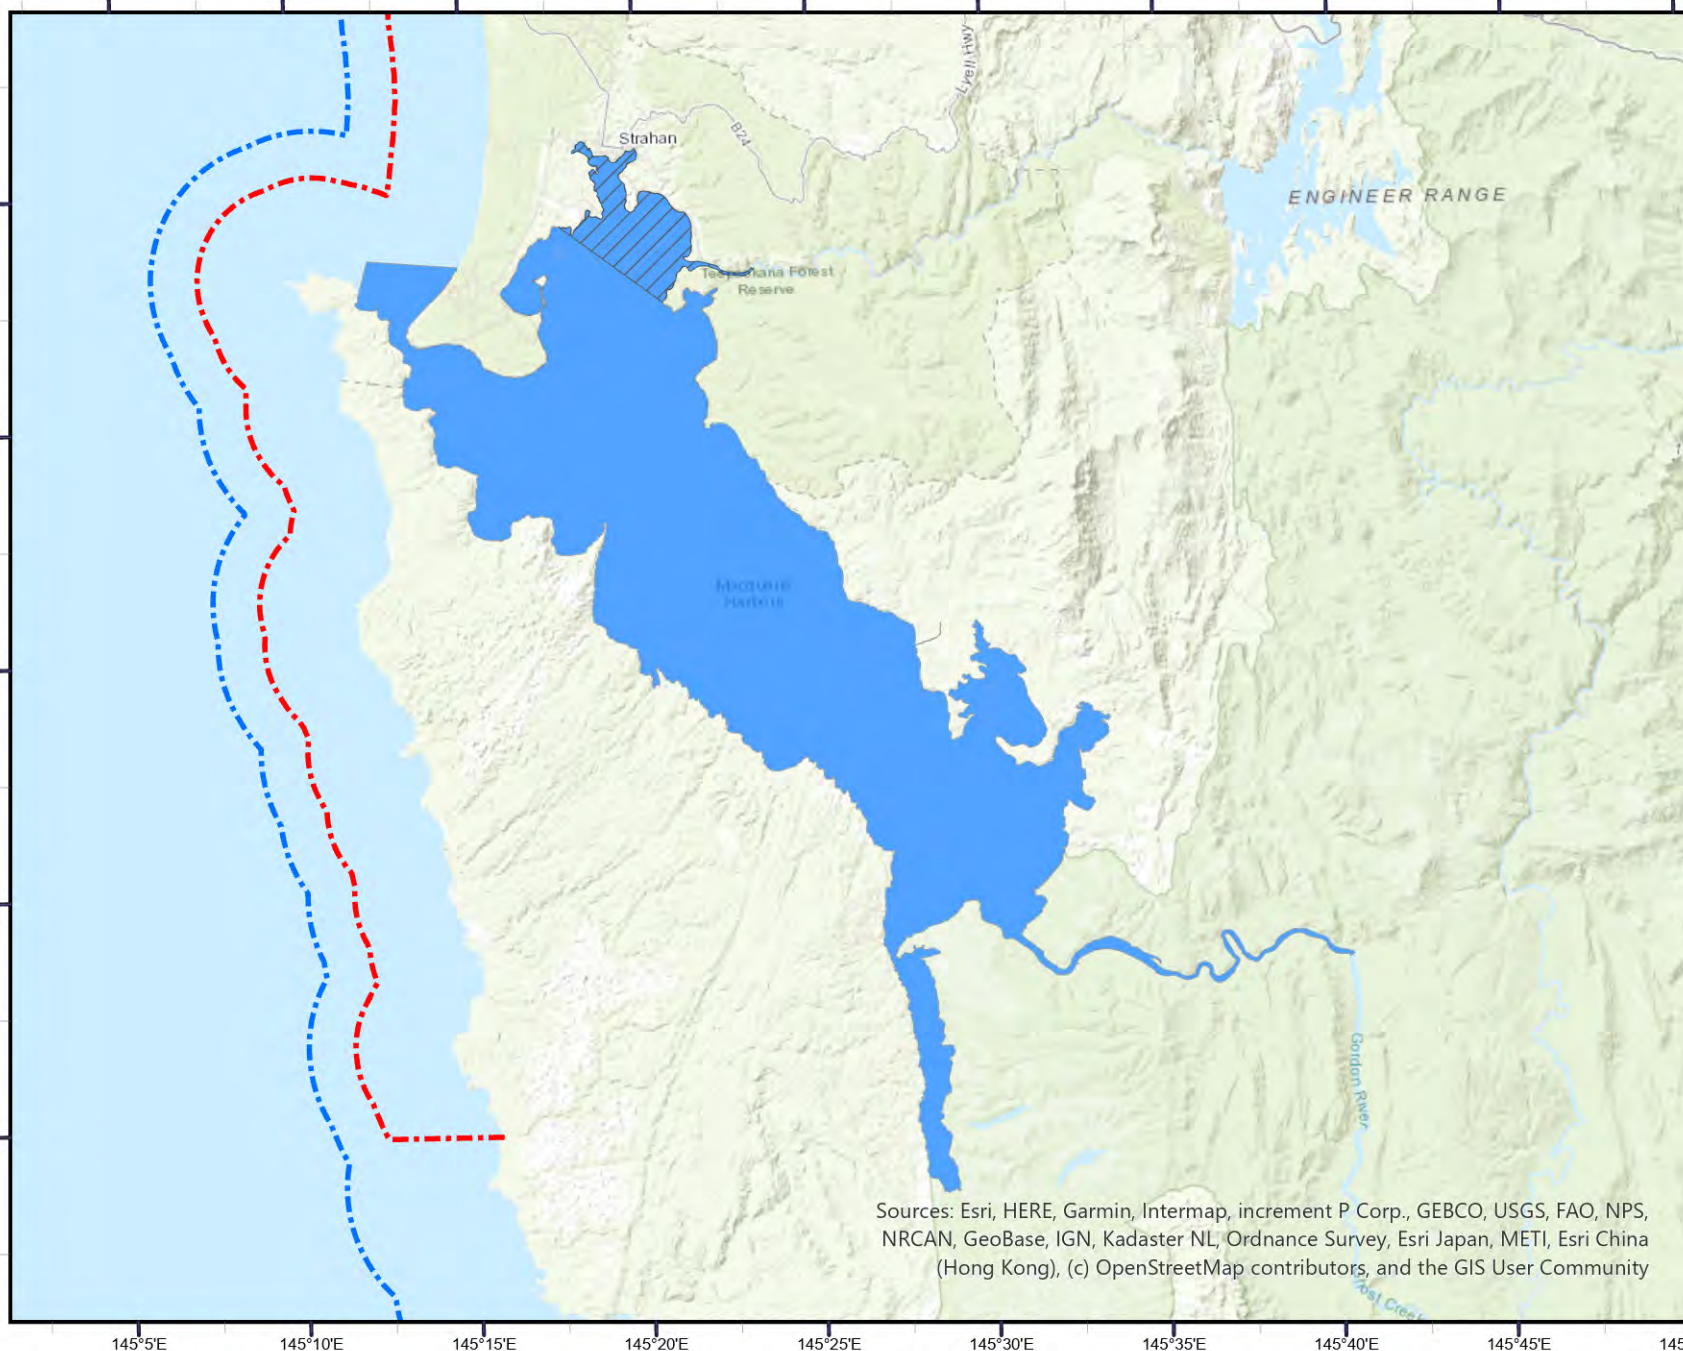 Lyell Hwy
B24
Strahan
ENGINEER RANGE
Forest
Reserve
Macquarie
Harbour
Gordon River
Sources: Esri, HERE, Garmin, Intermap, increment P Corp., GEBCO, USGS, FAO, NPS,
NRCAN, GeoBase, IGN, Kadaster NL, Ordnance Survey, Esri Japan, METI, Esri China
(Hong Kong), (c) OpenStreetMap contributors, and the GIS User Community
145°5'E 145°10'E 145°15'E 145°20'E 145°25'E 145°30'E 145°35'E 145°40'E 145°45'E